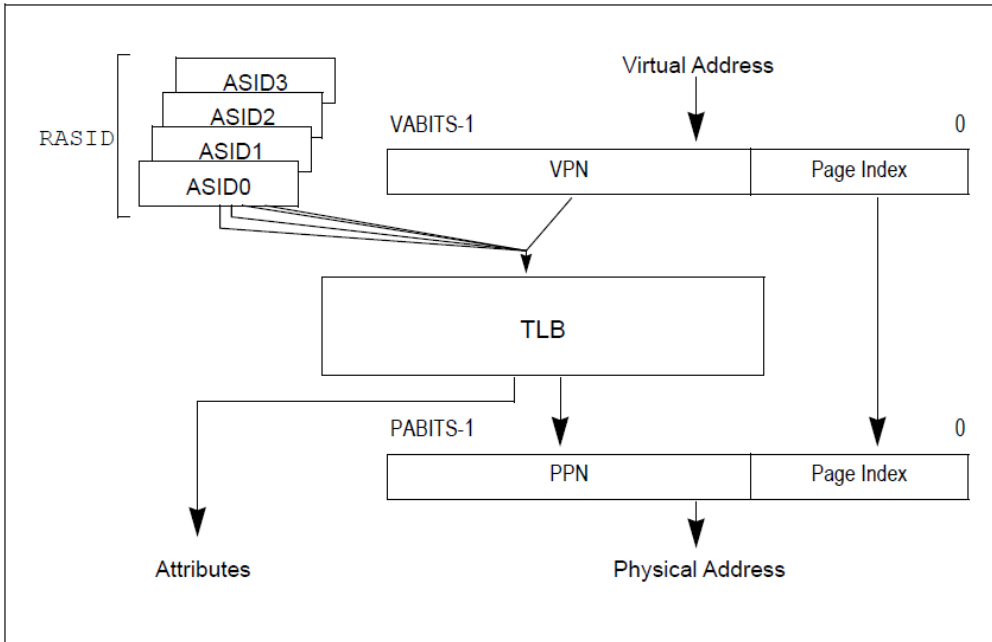 Virtual Address
ASID3
ASID2
ASID1
ASID0
RASID
VABITS-1 0
VPN Page Index
TLB
PABITS-1 0
PPN Page Index
Attributes
Physical Address